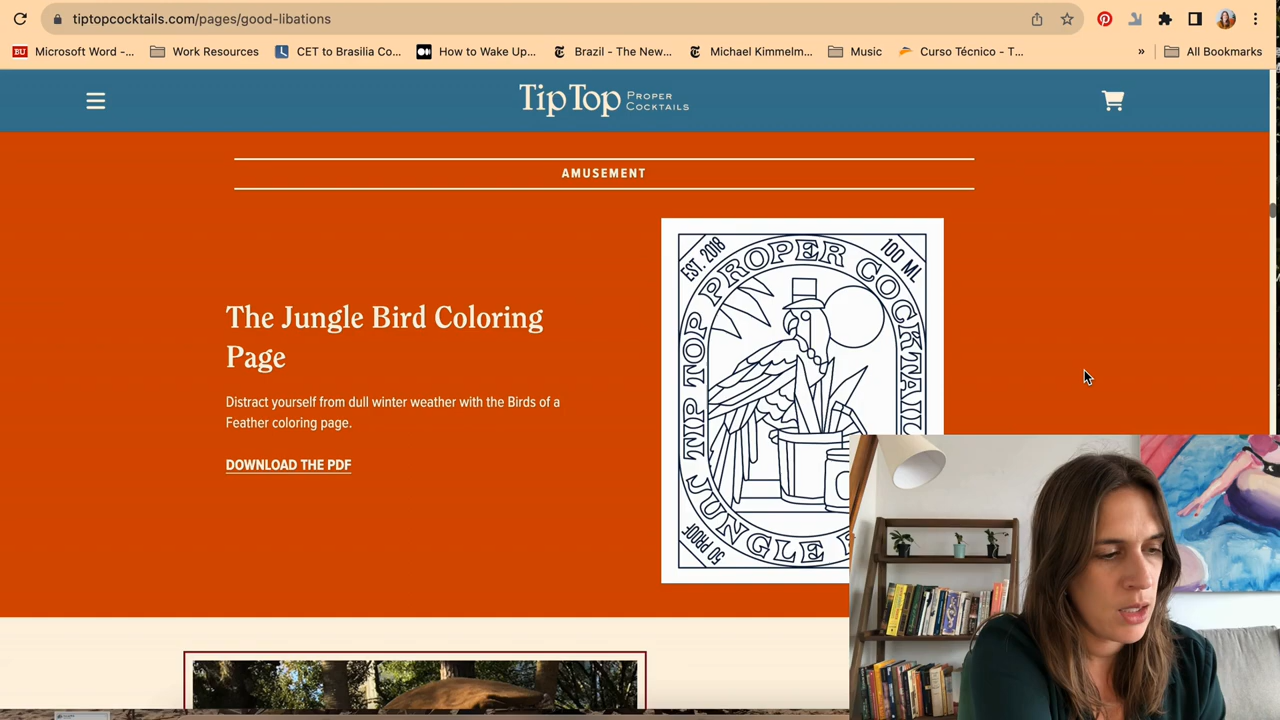 tiptopcocktails.com/pages/good-libations
BU Microsoft Word -... Work Resources CET to Brasilia Co... How to Wake Up... Brazil - The New... Michael Kimmelm... Music Curso Técnico - T... » All Bookmarks
Tip Top PROPER COCKTAILS
AMUSEMENT
The Jungle Bird Coloring
Page
Distract yourself from dull winter weather with the Birds of a
Feather coloring page.
DOWNLOAD THE PDF
EST. 2018
100 ML
TIP TOP PROPER COCKTAIL
JUNGLE